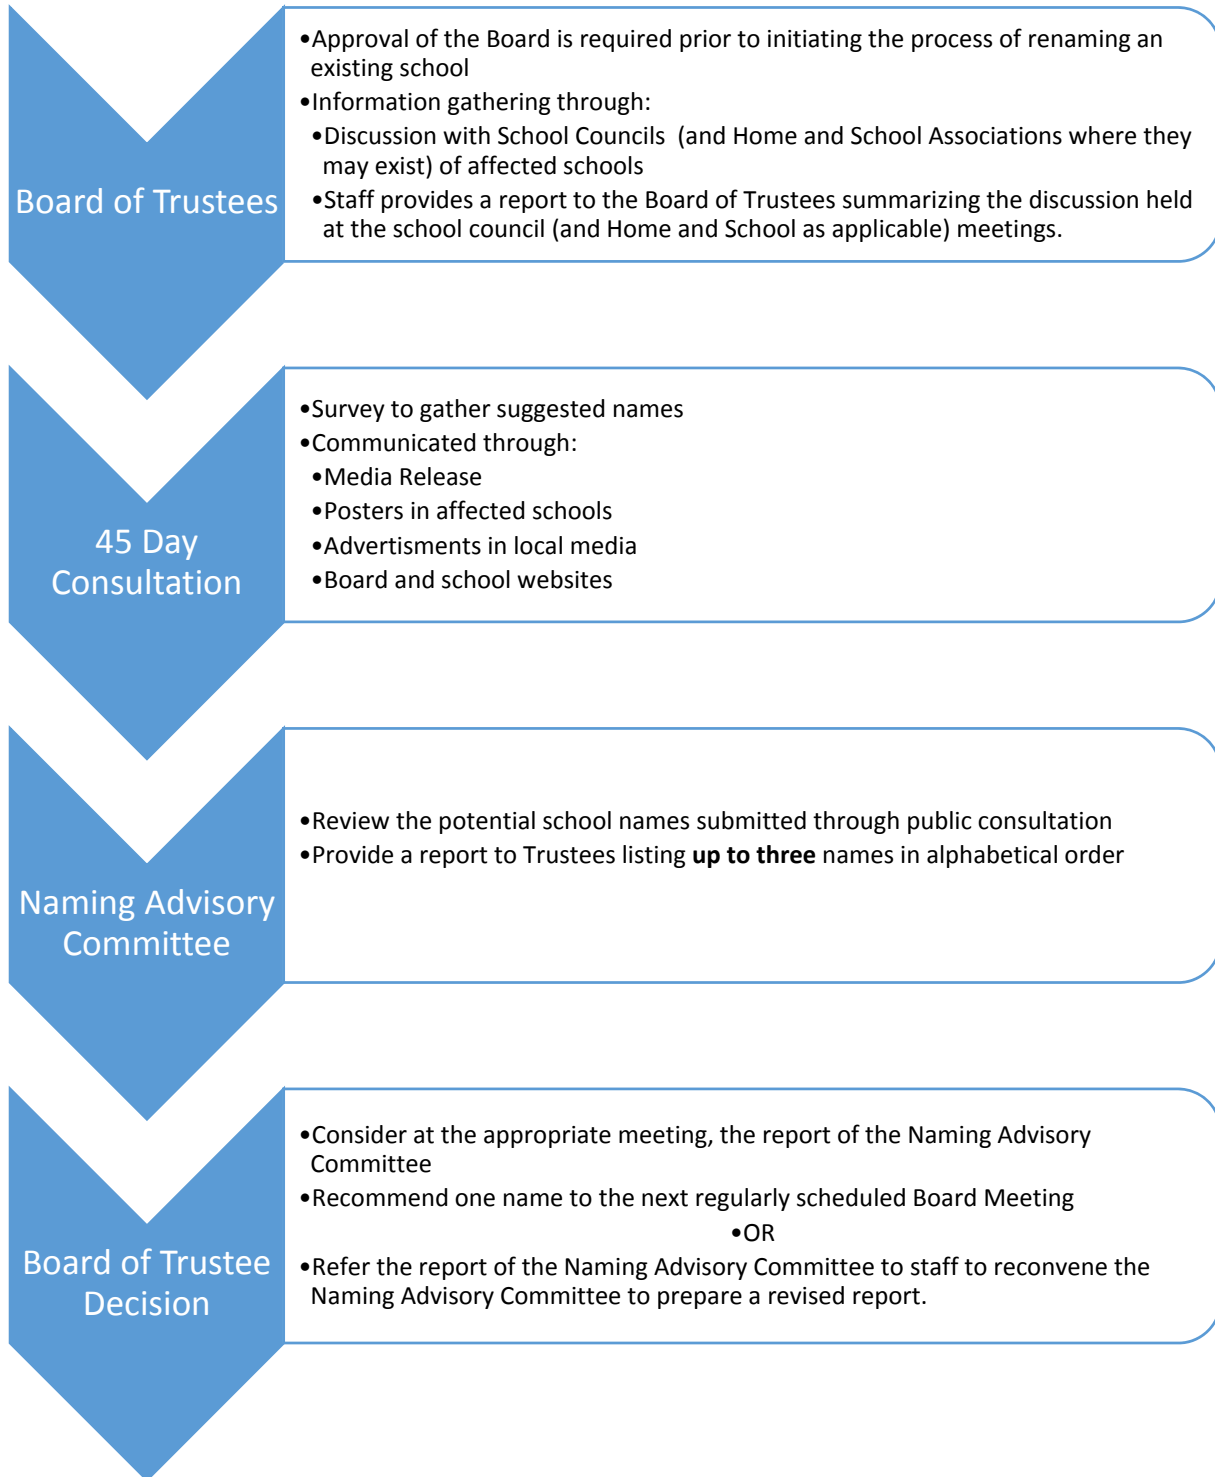 Board of Trustees
•Approval of the Board is required prior to initiating the process of renaming an
existing school
•Information gathering through:
•Discussion with School Councils  (and Home and School Associations where they
may exist) of affected schools
•Staff provides a report to the Board of Trustees summarizing the discussion held
at the school council (and Home and School as applicable) meetings.
45 Day
Consultation
•Survey to gather suggested names
•Communicated through:
•Media Release
•Posters in affected schools
•Advertisments in local media
•Board and school websites
Naming Advisory
Committee
•Review the potential school names submitted through public consultation
•Provide a report to Trustees listing up to three names in alphabetical order
Board of Trustee
Decision
•Consider at the appropriate meeting, the report of the Naming Advisory
Committee
•Recommend one name to the next regularly scheduled Board Meeting
•OR
•Refer the report of the Naming Advisory Committee to staff to reconvene the
Naming Advisory Committee to prepare a revised report.